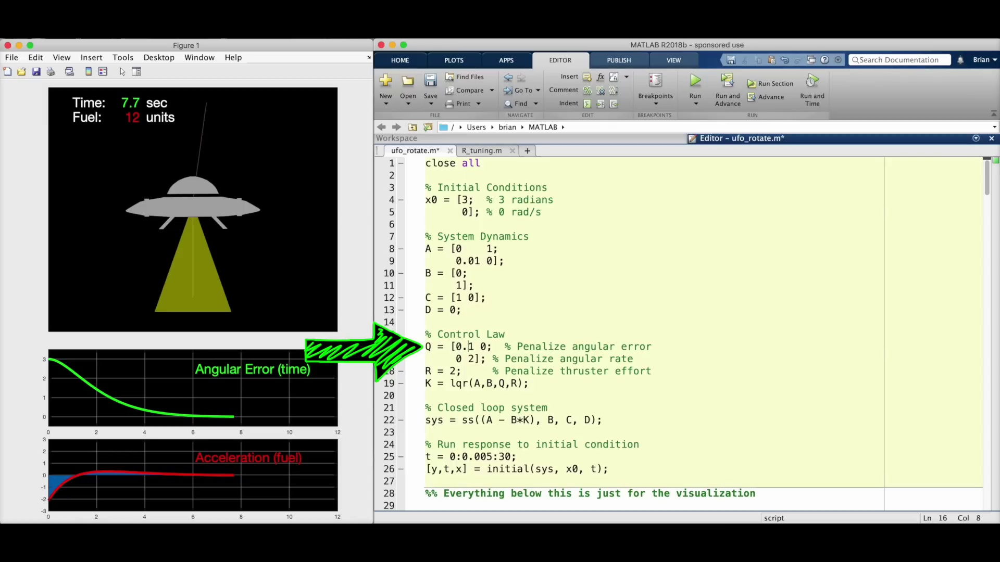 Figure 1
File Edit View Insert Tools Desktop Window Help
Time: 7.7 sec
Fuel: 12 units
Angular Error (time)
3
2
1
0
0 2 4 6 8 10 12
Acceleration (fuel)
3
2
1
0
-1
-2
-3
0 2 4 6 8 10 12
MATLAB R2018b - sponsored use
HOME PLOTS APPS EDITOR PUBLISH VIEW Search Documentation Brian
New Open Save Find Files Compare Print Go To Find Insert fx Comment Indent Breakpoints Run Run and Advance Run Section Advance Run and Time
FILE NAVIGATE EDIT BREAKPOINTS RUN
/ Users brian MATLAB
Workspace Editor - ufo_rotate.m*
ufo_rotate.m* R_tuning.m +
1 close all
2
3 % Initial Conditions
4 x0 = [3; % 3 radians
5 0]; % 0 rad/s
6
7 % System Dynamics
8 A = [0 1;
9 0.01 0];
10 B = [0;
11 1];
12 C = [1 0];
13 D = 0;
14
% Control Law
Q = [0.1 0; % Penalize angular error
0 2]; % Penalize angular rate
18 R = 2; % Penalize thruster effort
19 K = lqr(A,B,Q,R);
20
21 % Closed loop system
22 sys = ss((A - B*K), B, C, D);
23
24 % Run response to initial condition
25 t = 0:0.005:30;
26 [y,t,x] = initial(sys, x0, t);
27
28 %% Everything below this is just for the visualization
29
script Ln 16 Col 8